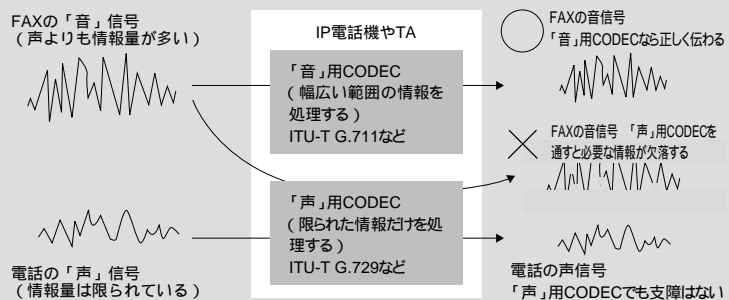 FAXの「音」信号
（声よりも情報量が多い）
IP電話機やTA
「音」用CODEC
（幅広い範囲の情報を
処理する）
ITU-T G.711など
FAXの音信号
「音」用CODECなら正しく伝わる
FAXの音信号 「声」用CODECを
通すと必要な情報が欠落する
「声」用CODEC
（限られた情報だけを処
理する）
ITU-T G.729など
電話の「声」信号
（情報量は限られている）
電話の声信号
「声」用CODECでも支障はない